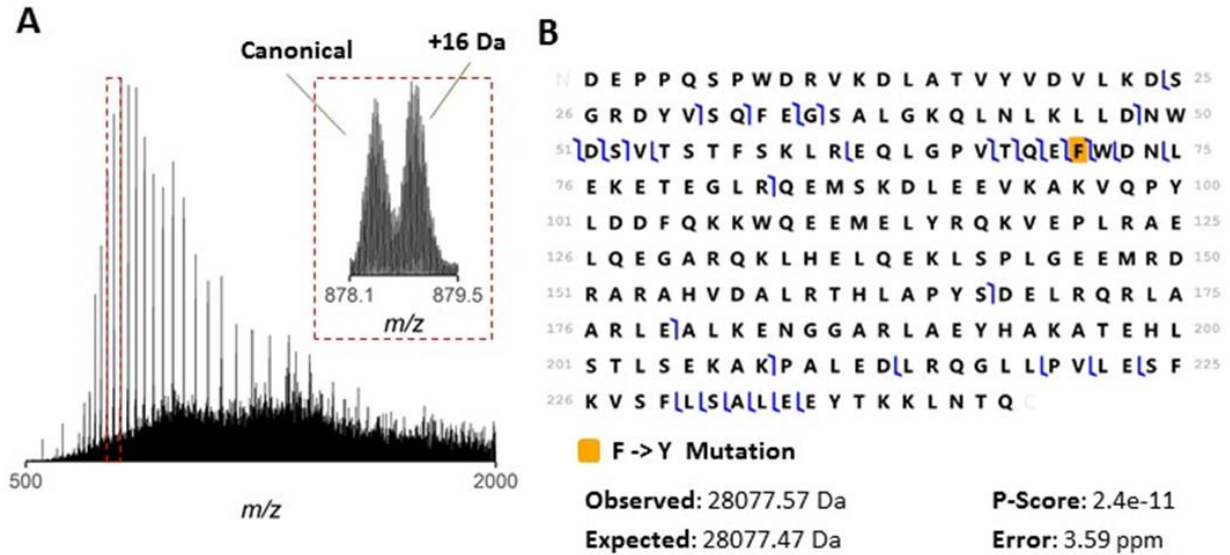 A
Canonical
+16 Da
878.1 879.5
m/z
500 2000
m/z
B
N D E P P Q S P W D R V K D L A T V Y V D V L K D S 25
26 G R D Y V S Q F E G S A L G K Q L N L K L L D N W 50
51 D S V T S T F S K L R E Q L G P V T Q E F W D N L 75
76 E K E T E G L R Q E M S K D L E E V K A K V Q P Y 100
101 L D D F Q K K W Q E E M E L Y R Q K V E P L R A E 125
126 L Q E G A R Q K L H E L Q E K L S P L G E E M R D 150
151 R A R A H V D A L R T H L A P Y S D E L R Q R L A 175
176 A R L E A L K E N G G A R L A E Y H A K A T E H L 200
201 S T L S E K A K P A L E D L R Q G L L P V L E S F 225
226 K V S F L S A L E E Y T K K L N T Q C
F -> Y Mutation
Observed: 28077.57 Da P-Score: 2.4e-11
Expected: 28077.47 Da Error: 3.59 ppm